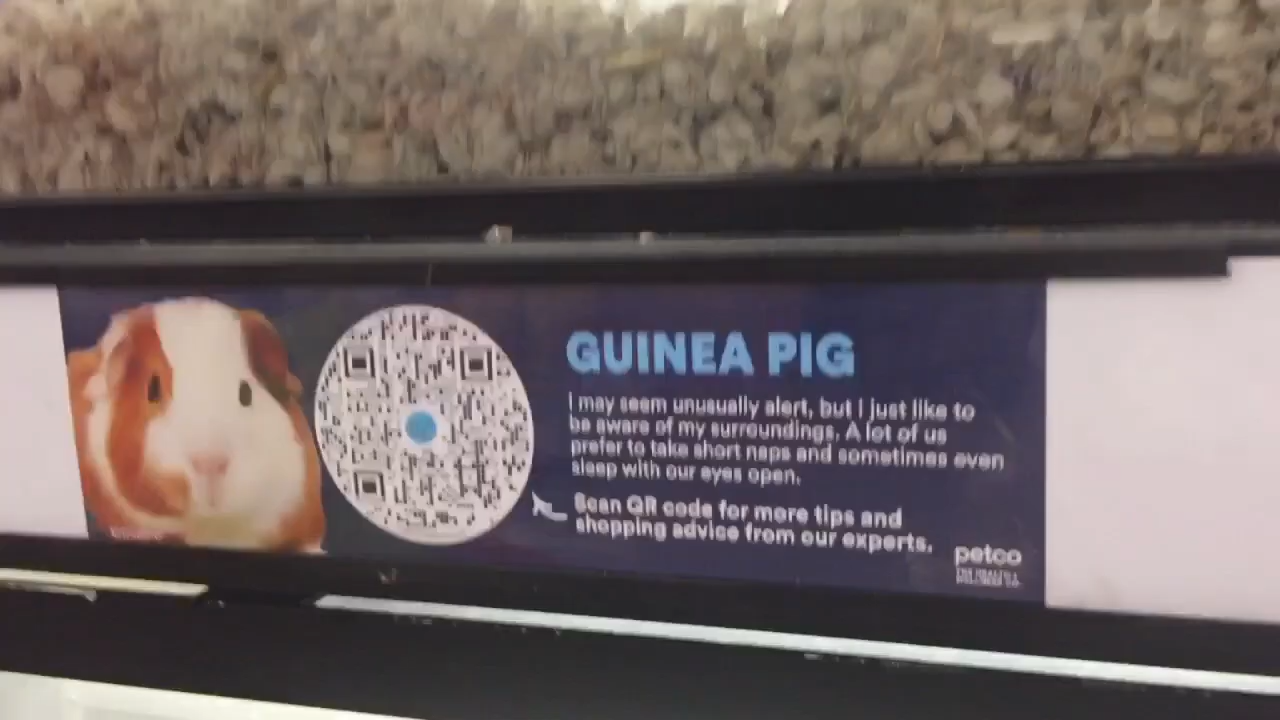 GUINEA PIG
I may seem unusually alert, but I just like to
be aware of my surroundings. A lot of us
prefer to take short naps and sometimes even
sleep with our eyes open.
Scan QR code for more tips and
shopping advice from our experts.
petco